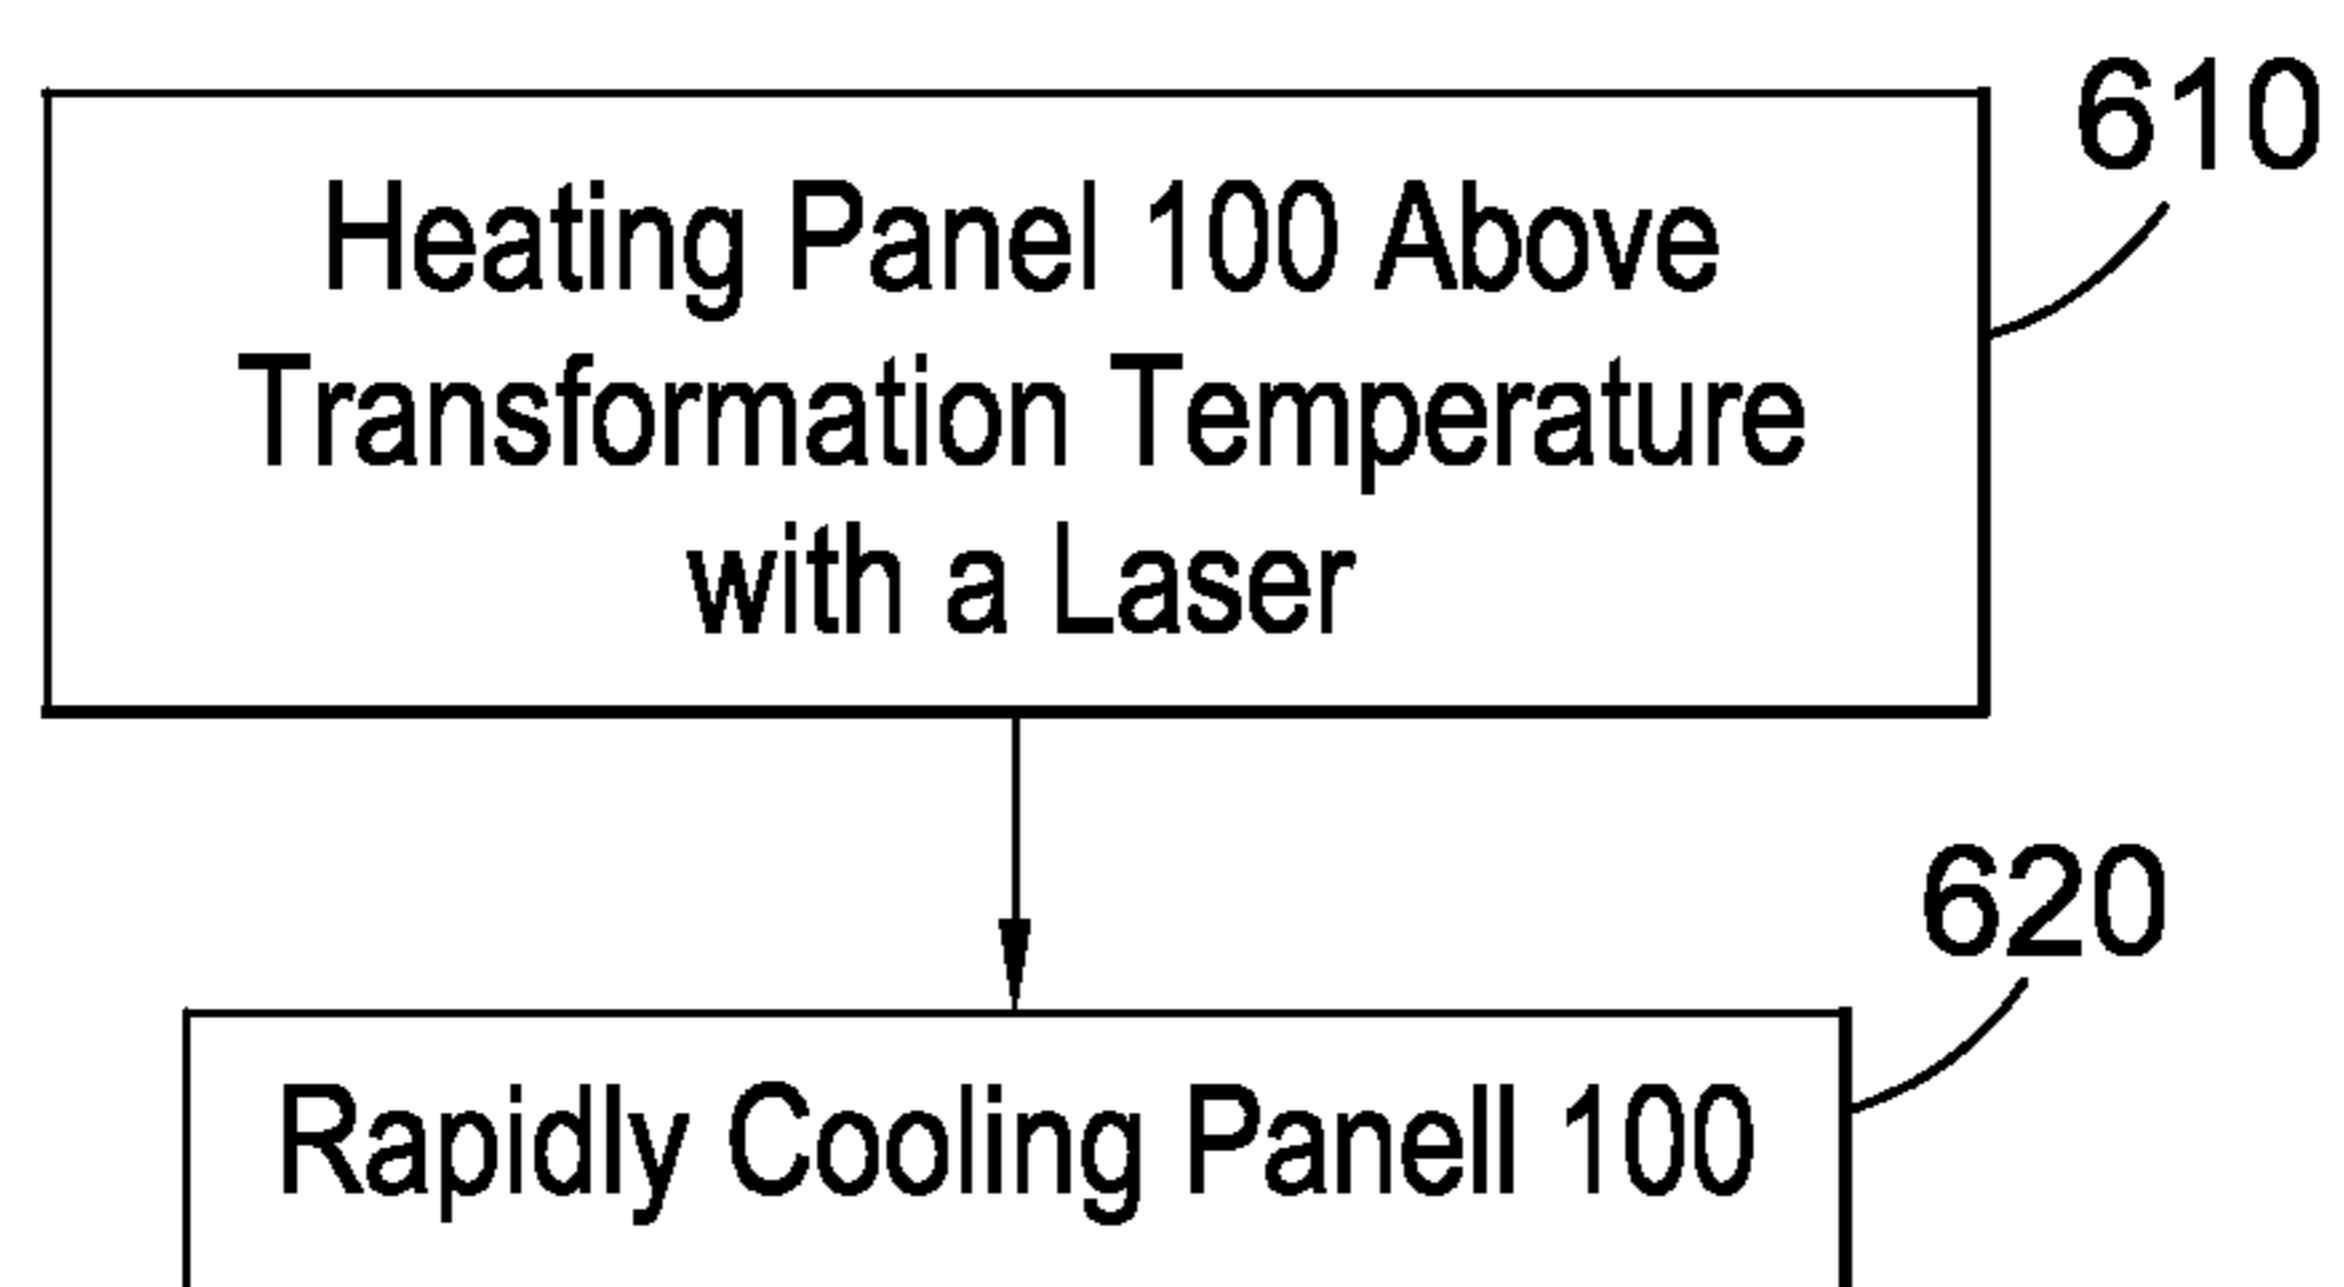 610
Heating Panel 100 Above
Transformation Temperature
with a Laser
620
Rapidly Cooling Panell 100